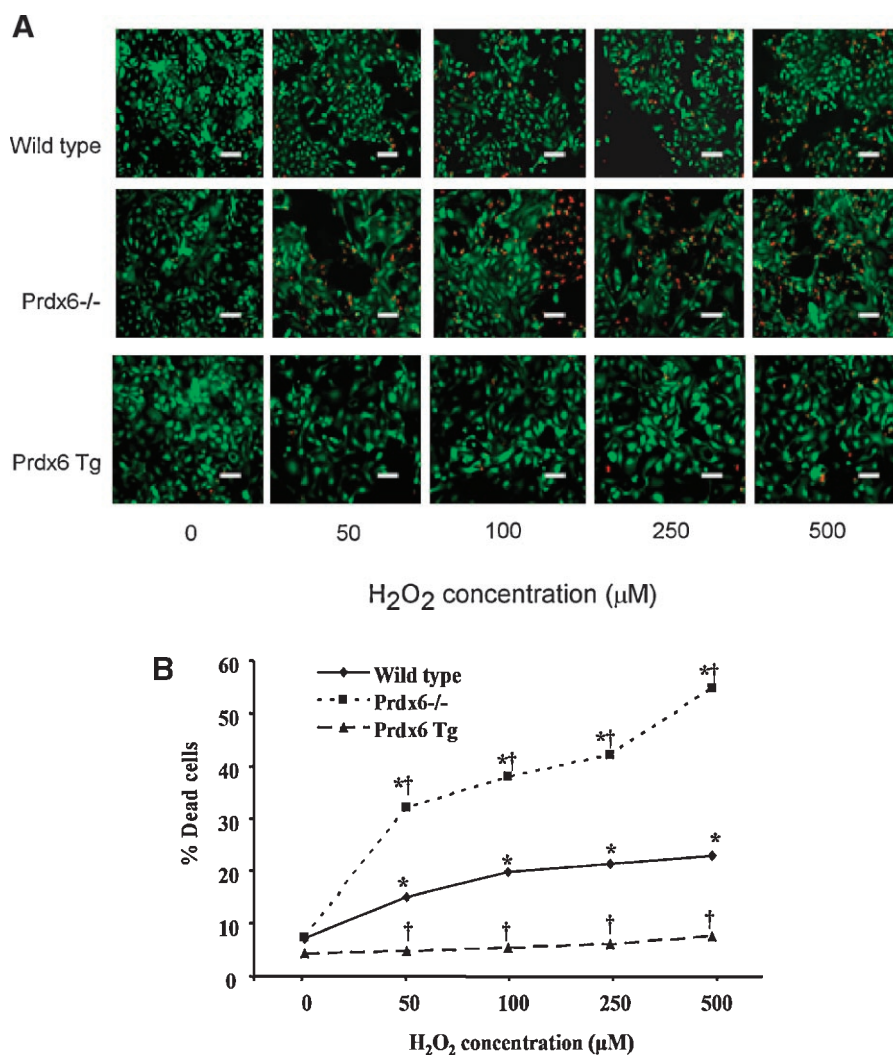 A
Wild type
Prdx6-/-
Prdx6 Tg
0 50 100 250 500
H2O2 concentration (μM)
B
60
50
40
30
20
10
0
% Dead cells
Wild type
Prdx6-/-
Prdx6 Tg
*† *† *† *†
* * * *
† † † †
0 50 100 250 500
H2O2 concentration (μM)